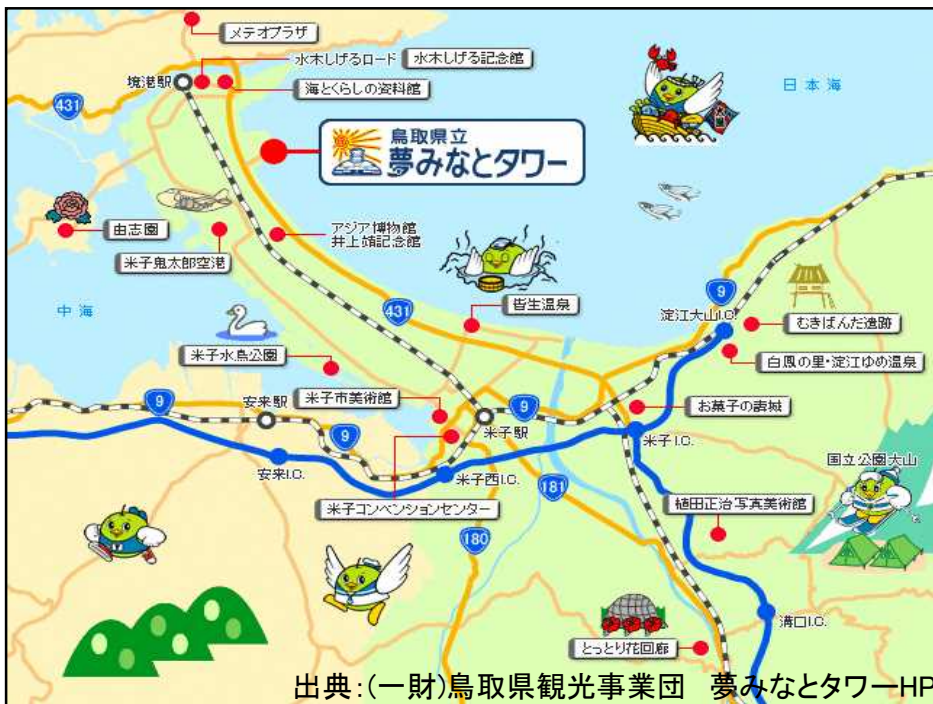 メテオプラザ
水木しげるロード 水木しげる記念館
境港駅
海とくらしの資料館
431
日本海
鳥取県立
夢みなとタワー
由志園
アジア博物館
井上靖記念館
米子鬼太郎空港
中海
皆生温泉
431
9
淀江大山I.C.
むきばんだ遺跡
白鳳の里・淀江ゆめ温泉
米子水鳥公園
安来駅
9
米子市美術館
米子駅
9
お菓子の壽城
9
米子I.C.
安来I.C.
米子西I.C.
国立公園大山
181
米子コンベンションセンター
植田正治写真美術館
180
溝口I.C.
とっとり花回廊
出典:(一財)鳥取県観光事業団 夢みなとタワーHP